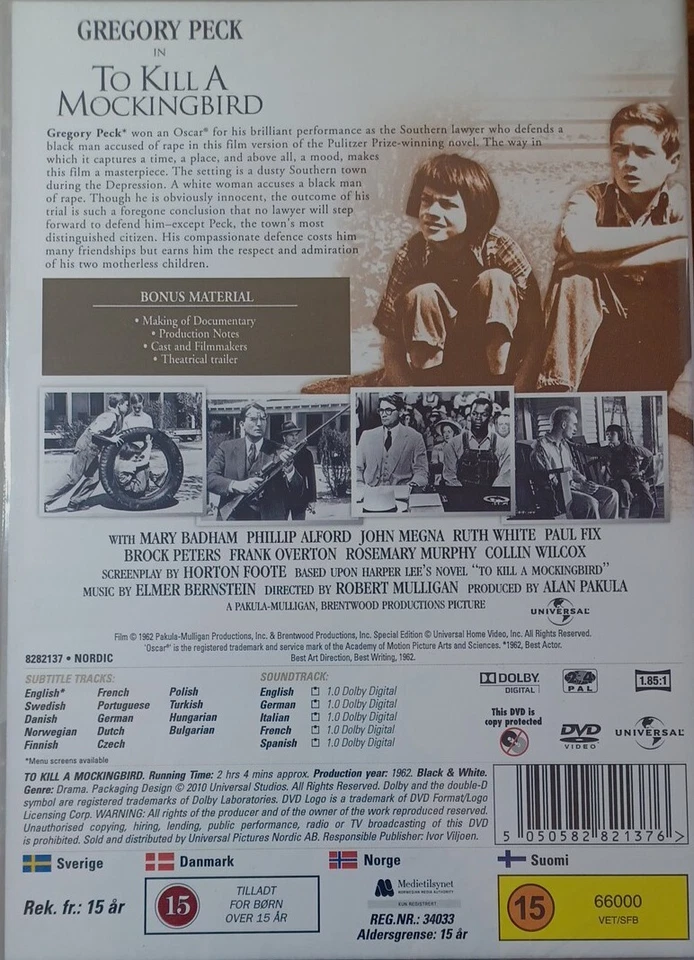 GREGORY PECK
IN
TO KILL A
MOCKINGBIRD
Gregory Peck* won an Oscar® for his brilliant performance as the Southern lawyer who defends a
black man accused of rape in this film version of the Pulitzer Prize-winning novel. The way in
which it captures a time, a place, and above all, a mood, makes
this film a masterpiece. The setting is a dusty Southern town
during the Depression. A white woman accuses a black man
of rape. Though he is obviously innocent, the outcome of his
trial is such a foregone conclusion that no lawyer will step
forward to defend him–except Peck, the town's most
distinguished citizen. His compassionate defence costs him
many friendships but earns him the respect and admiration
of his two motherless children.
BONUS MATERIAL
• Making of Documentary
• Production Notes
• Cast and Filmmakers
• Theatrical trailer
WITH MARY BADHAM PHILLIP ALFORD JOHN MEGNA RUTH WHITE PAUL FIX
BROCK PETERS FRANK OVERTON ROSEMARY MURPHY COLLIN WILCOX
SCREENPLAY BY HORTON FOOTE BASED UPON HARPER LEE'S NOVEL "TO KILL A MOCKINGBIRD"
MUSIC BY ELMER BERNSTEIN DIRECTED BY ROBERT MULLIGAN PRODUCED BY ALAN PAKULA
A PAKULA-MULLIGAN, BRENTWOOD PRODUCTIONS PICTURE
UNIVERSAL
Film © 1962 Pakula-Mulligan Productions, Inc. & Brentwood Productions, Inc. Special Edition © Universal Home Video, Inc. All Rights Reserved.
'Oscar®' is the registered trademark and service mark of the Academy of Motion Picture Arts and Sciences. *1962, Best Actor.
Best Art Direction, Best Writing, 1962.
8282137 • NORDIC
SUBTITLE TRACKS:
English* French Polish
Swedish Portuguese Turkish
Danish German Hungarian
Norwegian Dutch Bulgarian
Finnish Czech
*Menu screens available
SOUNDTRACK:
English 1.0 Dolby Digital
German 1.0 Dolby Digital
Italian 1.0 Dolby Digital
French 1.0 Dolby Digital
Spanish 1.0 Dolby Digital
DOLBY
DIGITAL
2 4
PAL
1.85:1
This DVD is
copy protected
DVD
VIDEO
UNIVERSAL
TO KILL A MOCKINGBIRD. Running Time: 2 hrs 4 mins approx. Production year: 1962. Black & White.
Genre: Drama. Packaging Design © 2010 Universal Studios. All Rights Reserved. Dolby and the double-D
symbol are registered trademarks of Dolby Laboratories. DVD Logo is a trademark of DVD Format/Logo
Licensing Corp. WARNING: All rights of the producer and of the owner of the work reproduced reserved.
Unauthorised copying, hiring, lending, public performance, radio or TV broadcasting of this DVD
is prohibited. Sold and distributed by Universal Pictures Nordic AB. Responsible Publisher: Ivor Viljoen.
5 050582 821376 >
Sverige
Rek. fr.: 15 år
Danmark
15
TILLADT
FOR BØRN
OVER 15 ÅR
Norge
Medietilsynet
NORWEGIAN MEDIA AUTHORITY
KUN REGISTRERT
REG.NR.: 34033
Aldersgrense: 15 år
Suomi
15
66000
VET/SFB